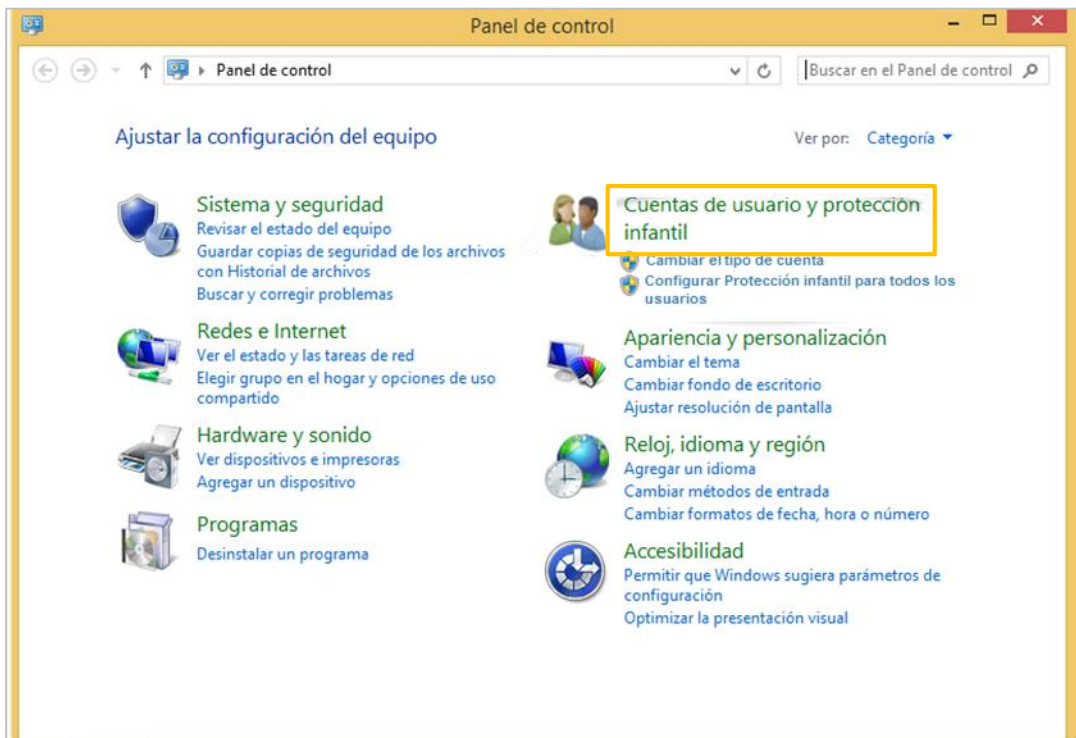 Panel de control
Panel de control
Buscar en el Panel de control
Ajustar la configuración del equipo
Ver por: Categoría
Sistema y seguridad
Revisar el estado del equipo
Guardar copias de seguridad de los archivos
con Historial de archivos
Buscar y corregir problemas
Redes e Internet
Ver el estado y las tareas de red
Elegir grupo en el hogar y opciones de uso
compartido
Hardware y sonido
Ver dispositivos e impresoras
Agregar un dispositivo
Programas
Desinstalar un programa
Cuentas de usuario y protección
infantil
Cambiar el tipo de cuenta
Configurar Protección infantil para todos los
usuarios
Apariencia y personalización
Cambiar el tema
Cambiar fondo de escritorio
Ajustar resolución de pantalla
Reloj, idioma y región
Agregar un idioma
Cambiar métodos de entrada
Cambiar formatos de fecha, hora o número
Accesibilidad
Permitir que Windows sugiera parámetros de
configuración
Optimizar la presentación visual